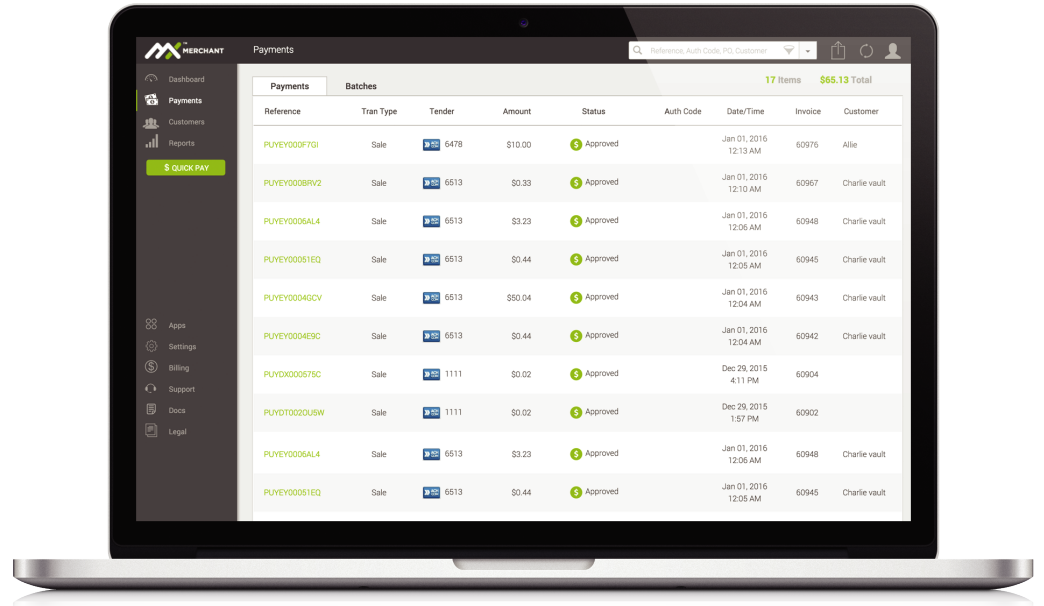 MERCHANT™
Payments
Reference, Auth Code, PO, Customer
Dashboard
Payments
Customers
Reports
$ QUICK PAY
Apps
Settings
Billing
Support
Docs
Legal
Payments Batches 17 Items $65.13 Total
Reference Tran Type Tender Amount Status Auth Code Date/Time Invoice Customer
PUYEY000F7GI Sale 6478 $10.00 $ Approved Jan 01, 2016 12:13 AM 60976 Allie
PUYEY000BRV2 Sale 6513 $0.33 $ Approved Jan 01, 2016 12:10 AM 60967 Charlie vault
PUYEY0006AL4 Sale 6513 $3.23 $ Approved Jan 01, 2016 12:06 AM 60948 Charlie vault
PUYEY00051EQ Sale 6513 $0.44 $ Approved Jan 01, 2016 12:05 AM 60945 Charlie vault
PUYEY0004GCV Sale 6513 $50.04 $ Approved Jan 01, 2016 12:04 AM 60943 Charlie vault
PUYEY0004E9C Sale 6513 $0.44 $ Approved Jan 01, 2016 12:04 AM 60942 Charlie vault
PUYDX000575C Sale 1111 $0.02 $ Approved Dec 29, 2015 4:11 PM 60904
PUYDT002OU5W Sale 1111 $0.02 $ Approved Dec 29, 2015 1:57 PM 60902
PUYEY0006AL4 Sale 6513 $3.23 $ Approved Jan 01, 2016 12:06 AM 60948 Charlie vault
PUYEY00051EQ Sale 6513 $0.44 $ Approved Jan 01, 2016 12:05 AM 60945 Charlie vault